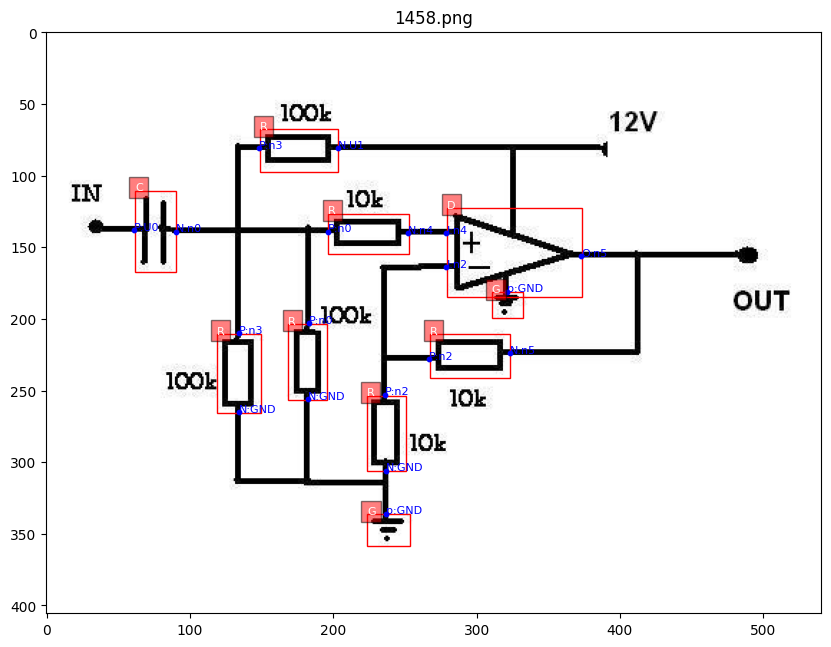 1458.png
0
50
100
150
200
250
300
350
400
0
100
200
300
400
500
R
100k
P:n3
N:U1
12V
C
IN
P:U0
N:n0
R
10k
P:n0
N:n4
D
I:n4
I:n2
O:n5
+
−
G
p:GND
OUT
R
P:n3
100k
N:GND
R
P:n0
100k
N:GND
R
P:n2
N:n5
10k
R
P:n2
10k
N:GND
G
p:GND